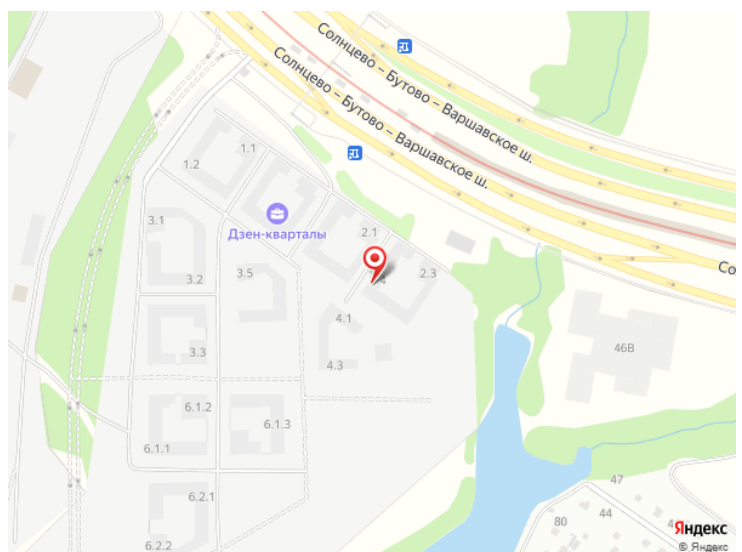 Солнцево – Бутово – Варшавское ш.
Солнцево – Бутово – Варшавское ш.
Со
1.1
1.2
Дзен-кварталы
2.1
2.3
3.1
3.2
3.5
4.1
4.3
3.3
46В
6.1.2
6.1.3
6.1.1
6.2.1
6.2.2
47
44
80
4
Яндекс
© Яндекс